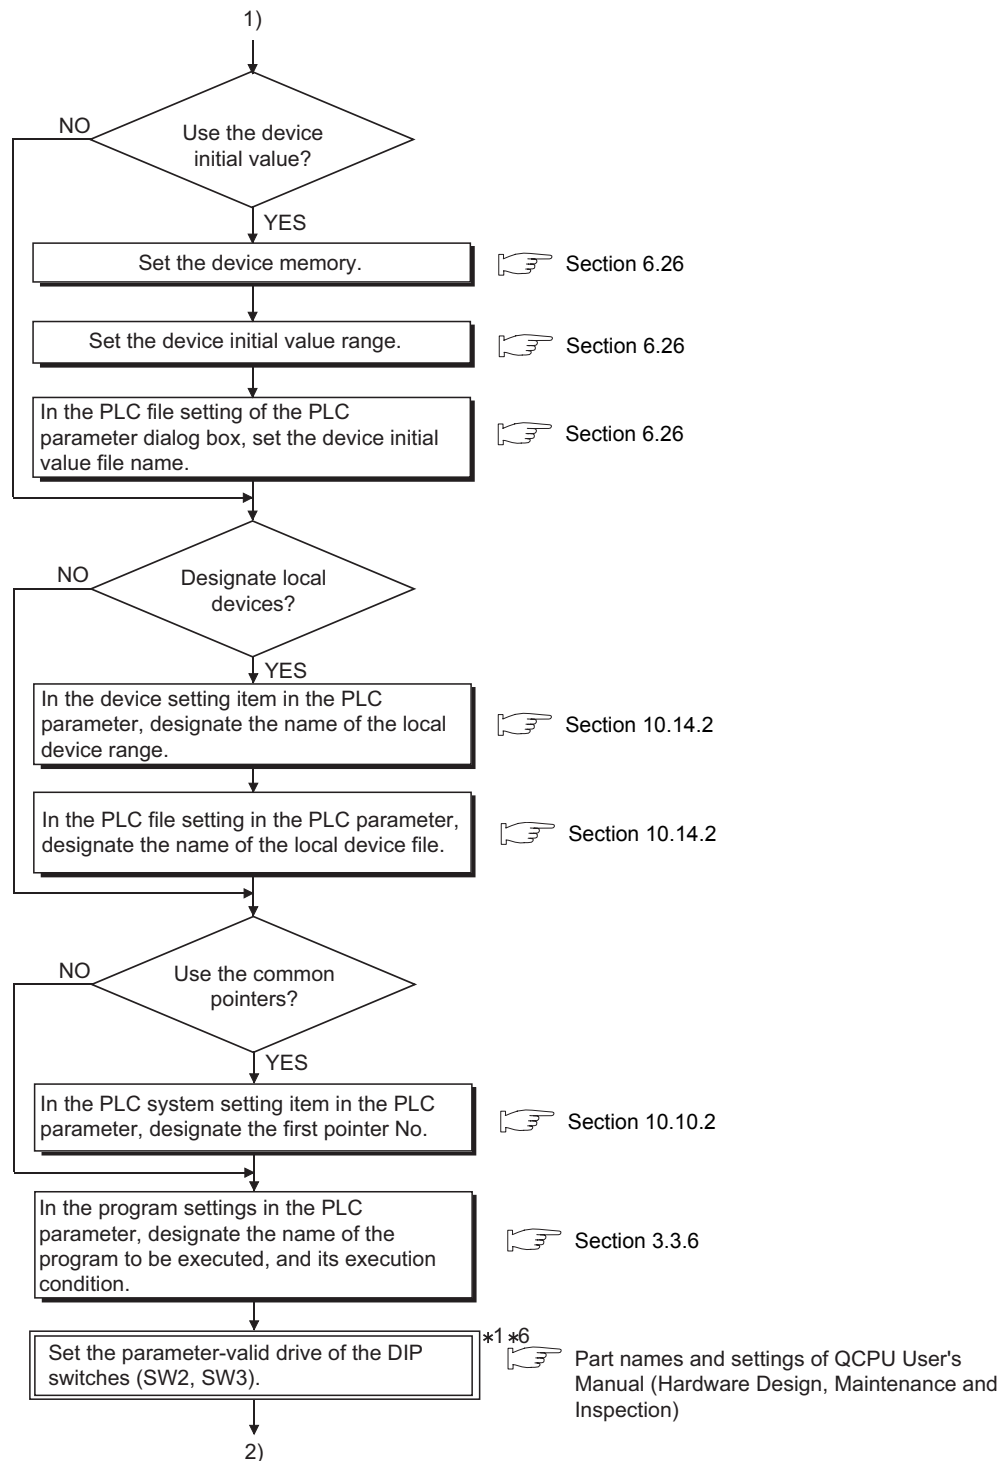 1)
NO
Use the device
initial value?
YES
Set the device memory.
Section 6.26
Set the device initial value range.
Section 6.26
In the PLC file setting of the PLC
parameter dialog box, set the device initial
value file name.
Section 6.26
NO
Designate local
devices?
YES
In the device setting item in the PLC
parameter, designate the name of the local
device range.
Section 10.14.2
In the PLC file setting in the PLC parameter,
designate the name of the local device file.
Section 10.14.2
NO
Use the common
pointers?
YES
In the PLC system setting item in the PLC
parameter, designate the first pointer No.
Section 10.10.2
In the program settings in the PLC
parameter, designate the name of the
program to be executed, and its execution
condition.
Section 3.3.6
Set the parameter-valid drive of the DIP
switches (SW2, SW3).
*1 *6
Part names and settings of QCPU User's
Manual (Hardware Design, Maintenance and
Inspection)
2)